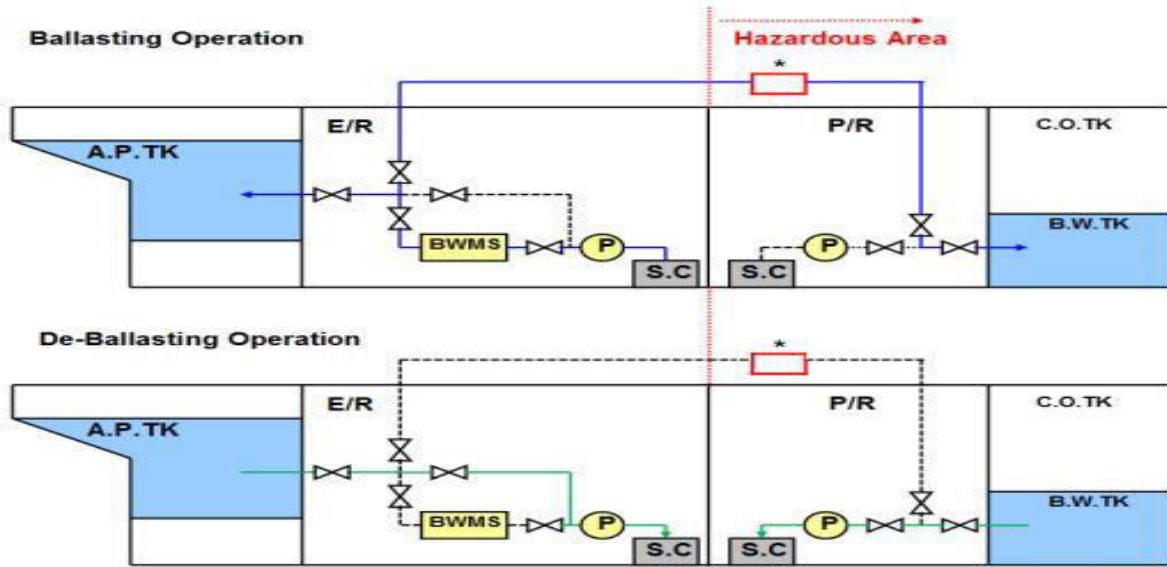 Ballasting Operation
Hazardous Area
*
E/R
P/R
C.O.TK
A.P.TK
B.W.TK
BWMS
P
P
S.C
S.C
De-Ballasting Operation
*
E/R
P/R
C.O.TK
A.P.TK
B.W.TK
BWMS
P
P
S.C
S.C